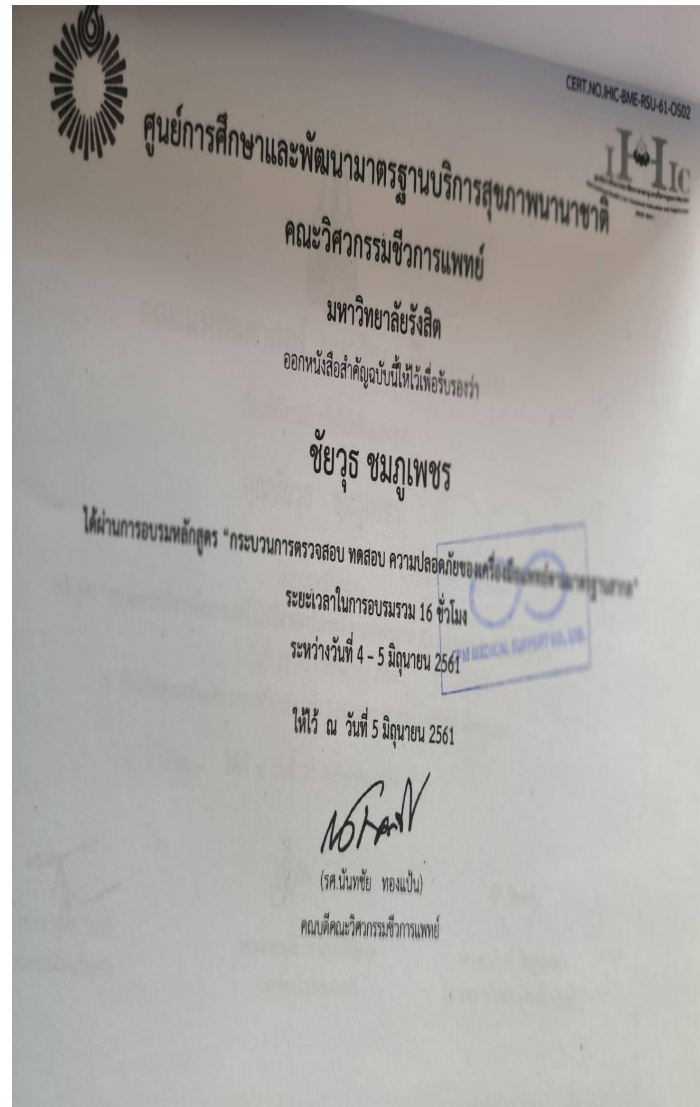 CERT.NO.IHIC-BME-RSU-61-OS02
IHIC
ศูนย์การศึกษาและพัฒนามาตรฐานบริการสุขภาพนานาชาติ
คณะวิศวกรรมชีวการแพทย์
มหาวิทยาลัยรังสิต
ออกหนังสือสำคัญฉบับนี้ให้ไว้เพื่อรับรองว่า
ชัยวุธ ชมภูเพชร
ได้ผ่านการอบรมหลักสูตร “กระบวนการตรวจสอบ ทดสอบ ความปลอดภัยของเครื่องมือแพทย์ตามมาตรฐานสากล”
ระยะเวลาในการอบรมรวม 16 ชั่วโมง
ระหว่างวันที่ 4 – 5 มิถุนายน 2561
MEDICAL SUPPORT CO., LTD.
ให้ไว้ ณ วันที่ 5 มิถุนายน 2561
(รศ.นันทชัย ทองแป้น)
คณบดีคณะวิศวกรรมชีวการแพทย์